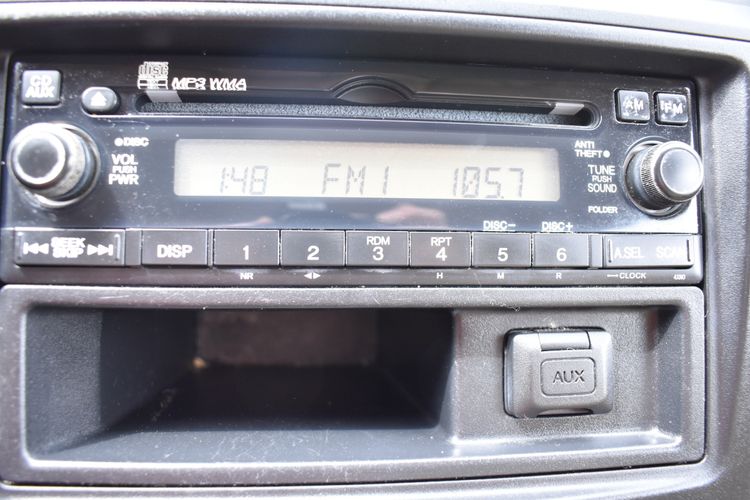 disc
MP3 WMA
CD
AUX
AM
FM
DISC
VOL
PUSH
PWR
1:48 FM1 105.7
ANTI
THEFT
TUNE
PUSH
SOUND
FOLDER
DISC−
DISC+
SEEK
SKIP
DISP
1
2
RDM
3
RPT
4
5
6
A.SEL
SCAN
NR
H
M
R
CLOCK
AUX